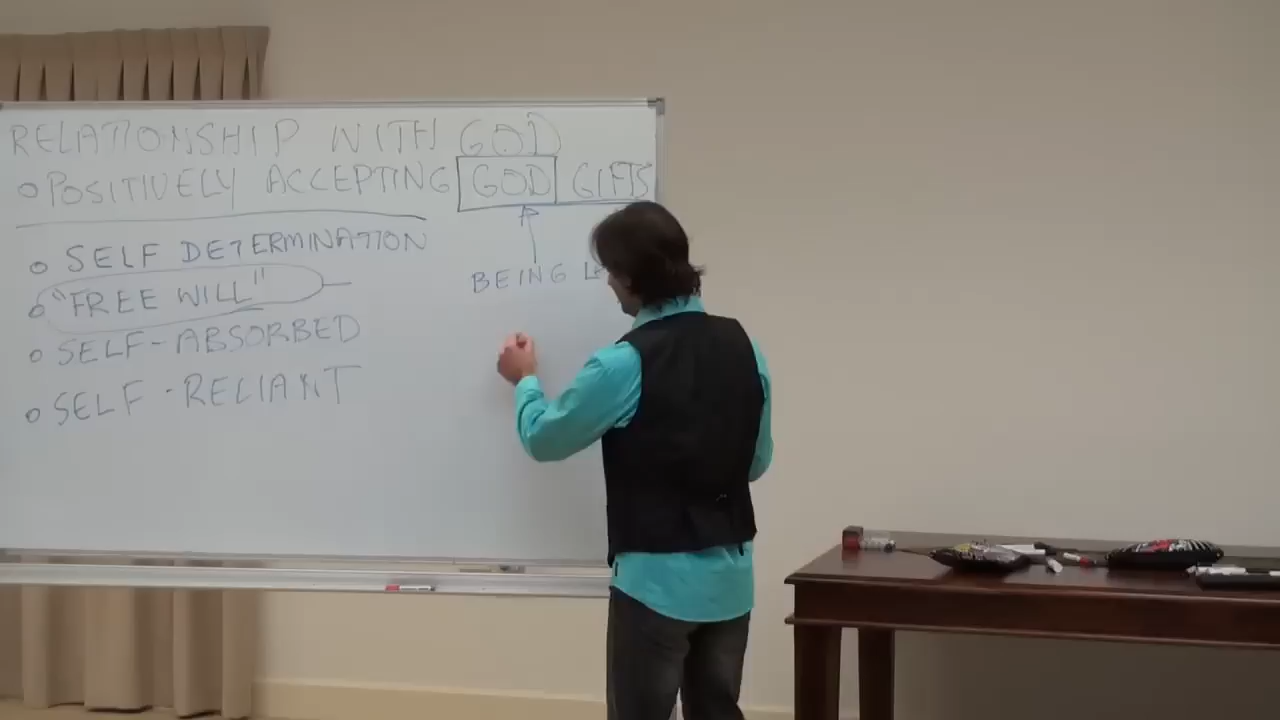 RELATIONSHIP WITH GOD
POSITIVELY ACCEPTING GOD GIFTS
SELF DETERMINATION
"FREE WILL"
BEING
SELF-ABSORBED
SELF-RELIANT